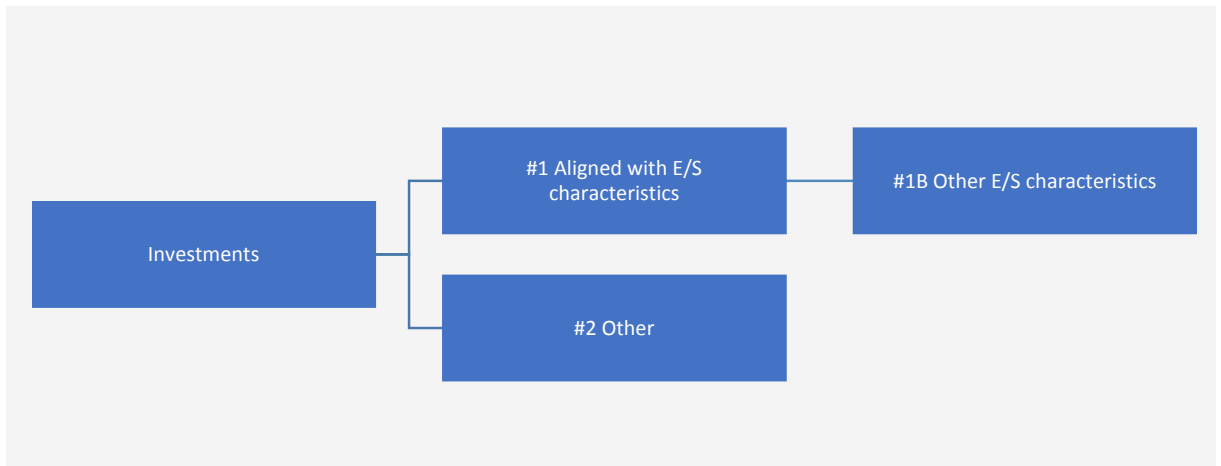 #1 Aligned with E/S
characteristics
#1B Other E/S characteristics
Investments
#2 Other